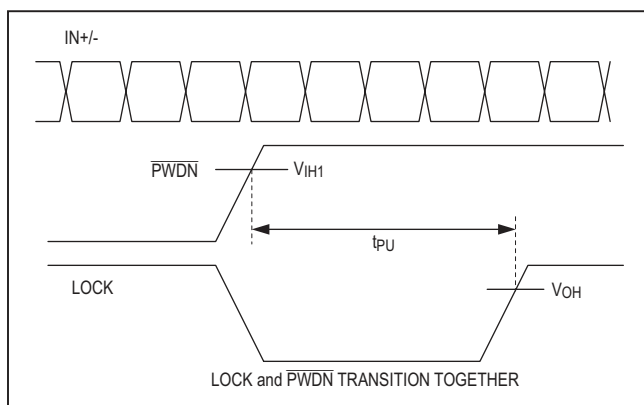 IN+/-
PWDN
VIH1
tPU
LOCK
VOH
LOCK and PWDN TRANSITION TOGETHER